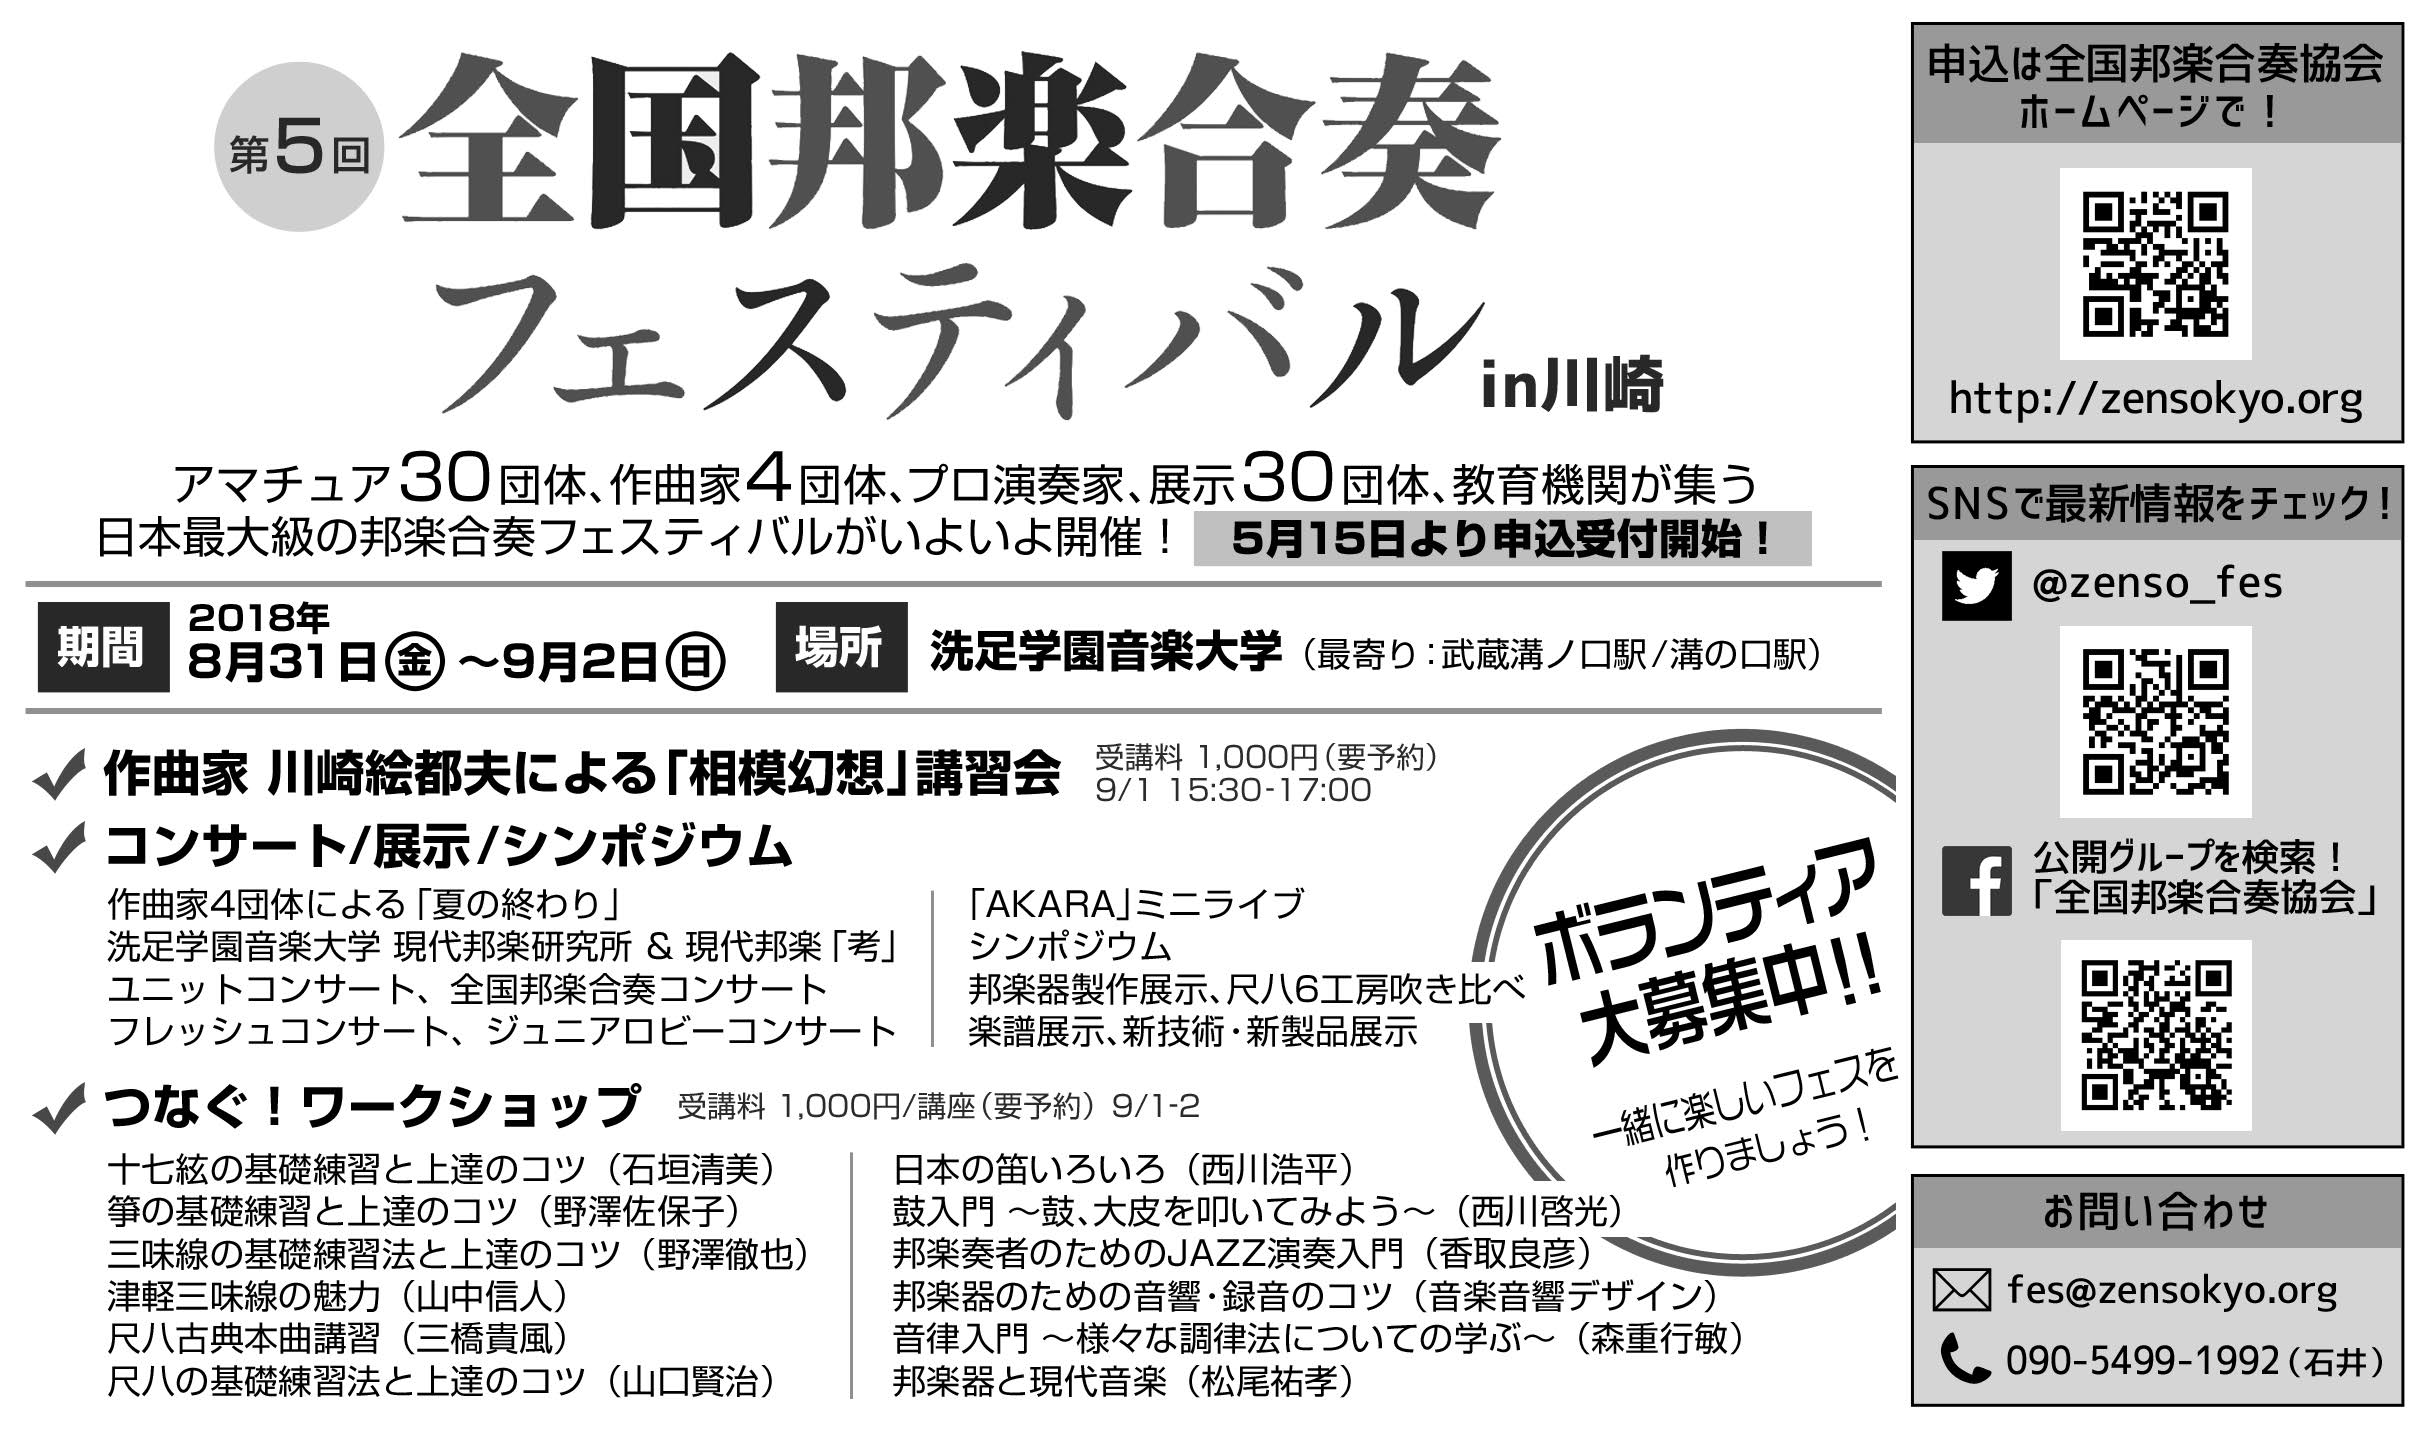 第5回
全国邦楽合奏
フェスティバル in川崎
アマチュア30団体、作曲家4団体、プロ演奏家、展示30団体、教育機関が集う
日本最大級の邦楽合奏フェスティバルがいよいよ開催！ 5月15日より申込受付開始！
期間 2018年
8月31日㊎～9月2日㊐
場所 洗足学園音楽大学（最寄り：武蔵溝ノ口駅/溝の口駅）
作曲家 川崎絵都夫による「相模幻想」講習会 受講料 1,000円（要予約）
9/1 15:30-17:00
コンサート/展示/シンポジウム
作曲家4団体による「夏の終わり」
洗足学園音楽大学 現代邦楽研究所 & 現代邦楽「考」
ユニットコンサート、全国邦楽合奏コンサート
フレッシュコンサート、ジュニアロビーコンサート
「AKARA」ミニライブ
シンポジウム
邦楽器製作展示、尺八6工房吹き比べ
楽譜展示、新技術・新製品展示
つなぐ！ワークショップ 受講料 1,000円/講座（要予約）9/1-2
十七絃の基礎練習と上達のコツ（石垣清美）
箏の基礎練習と上達のコツ（野澤佐保子）
三味線の基礎練習法と上達のコツ（野澤徹也）
津軽三味線の魅力（山中信人）
尺八古典本曲講習（三橋貴風）
尺八の基礎練習法と上達のコツ（山口賢治）
日本の笛いろいろ（西川浩平）
鼓入門 ～鼓、大皮を叩いてみよう～（西川啓光）
邦楽奏者のためのJAZZ演奏入門（香取良彦）
邦楽器のための音響・録音のコツ（音楽音響デザイン）
音律入門 ～様々な調律法についての学ぶ～（森重行敏）
邦楽器と現代音楽（松尾祐孝）
ボランティア
大募集中!!
一緒に楽しいフェスを
作りましょう！
申込は全国邦楽合奏協会
ホームページで！
http://zensokyo.org
SNSで最新情報をチェック！
@zenso_fes
公開グループを検索！
「全国邦楽合奏協会」
お問い合わせ
fes@zensokyo.org
090-5499-1992（石井）